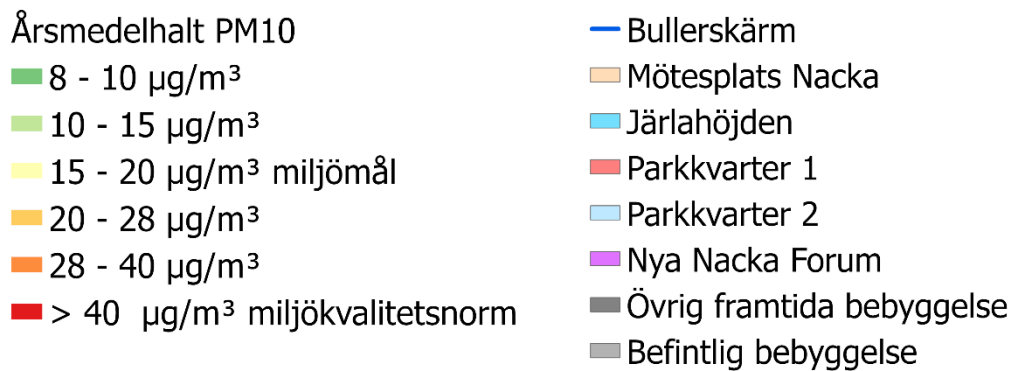 Årsmedelhalt PM10
8 - 10 µg/m³
10 - 15 µg/m³
15 - 20 µg/m³ miljömål
20 - 28 µg/m³
28 - 40 µg/m³
> 40  µg/m³ miljökvalitetsnorm
Bullerskärm
Mötesplats Nacka
Järlahöjden
Parkkvarter 1
Parkkvarter 2
Nya Nacka Forum
Övrig framtida bebyggelse
Befintlig bebyggelse